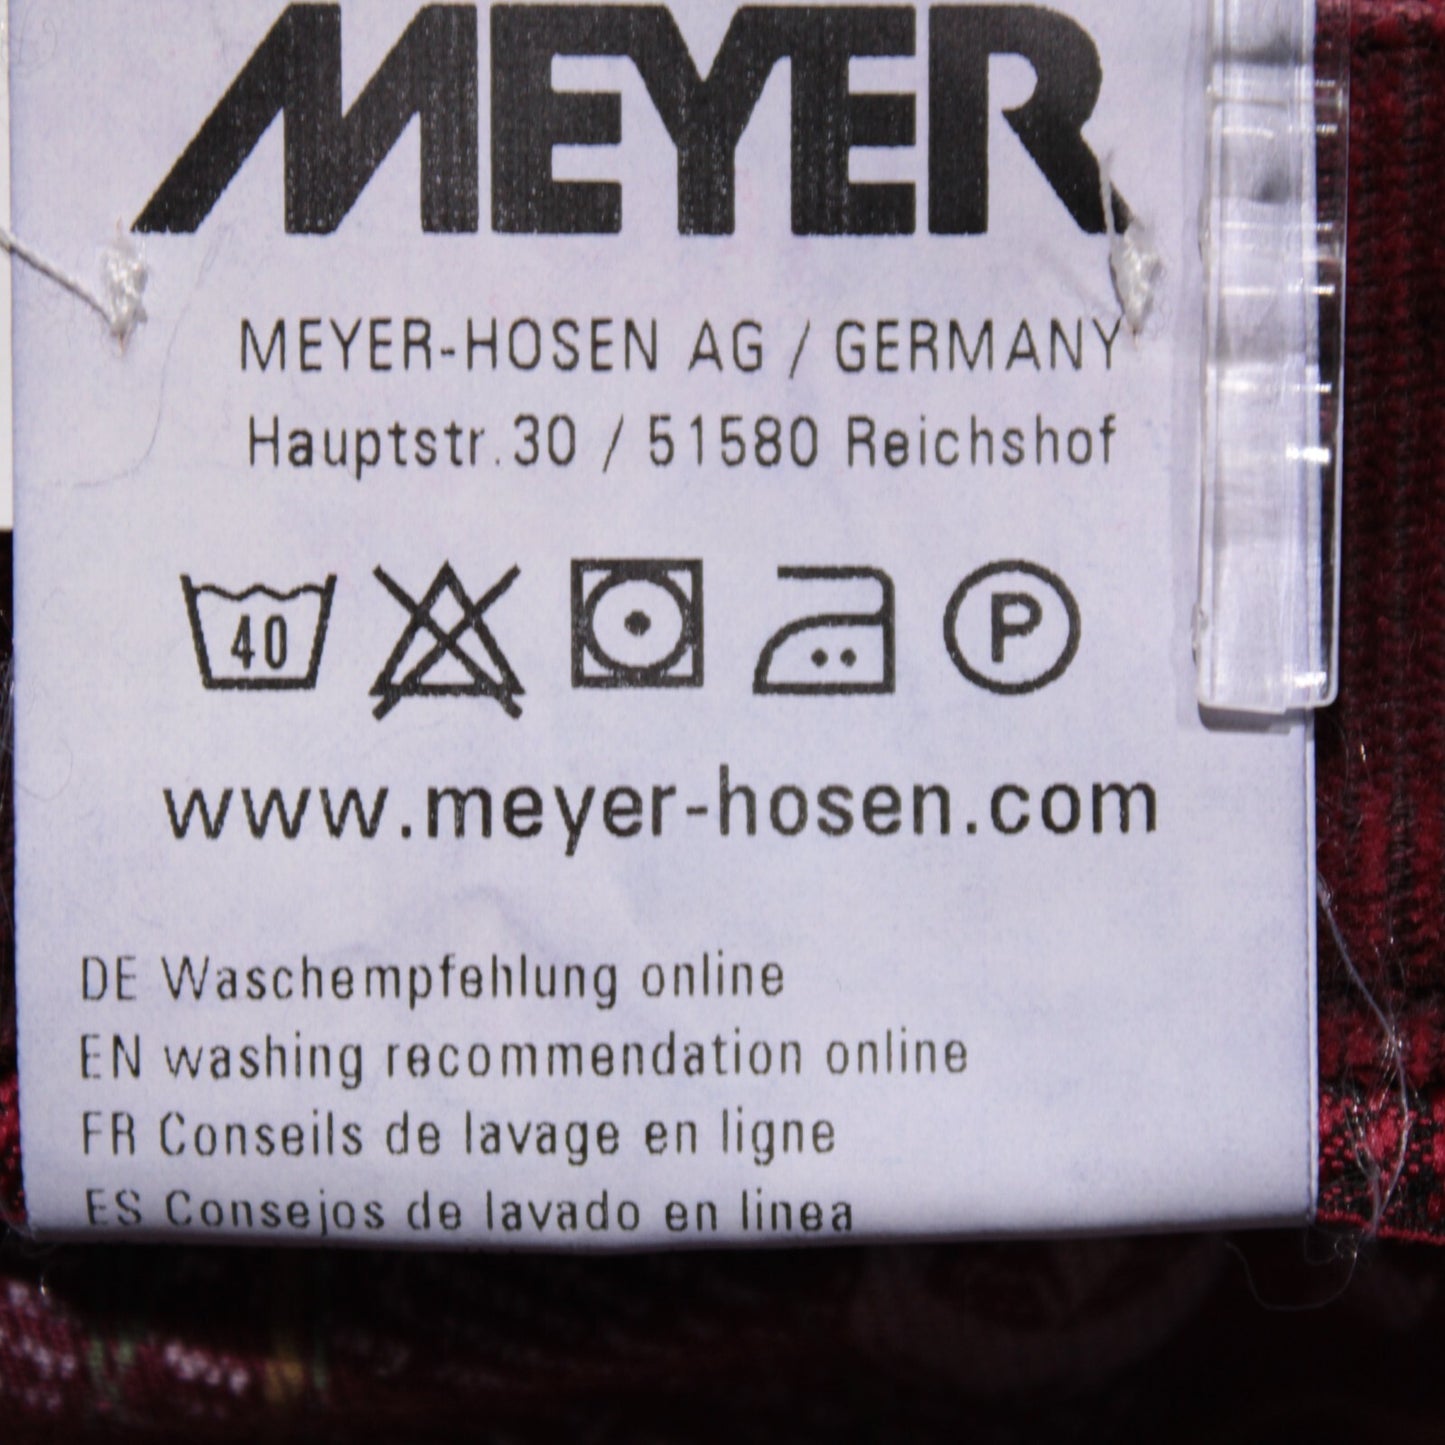 MEYER
MEYER-HOSEN AG / GERMANY
Hauptstr. 30 / 51580 Reichshof
40 P
www.meyer-hosen.com
DE Waschempfehlung online
EN washing recommendation online
FR Conseils de lavage en ligne
ES Consejos de lavado en linea